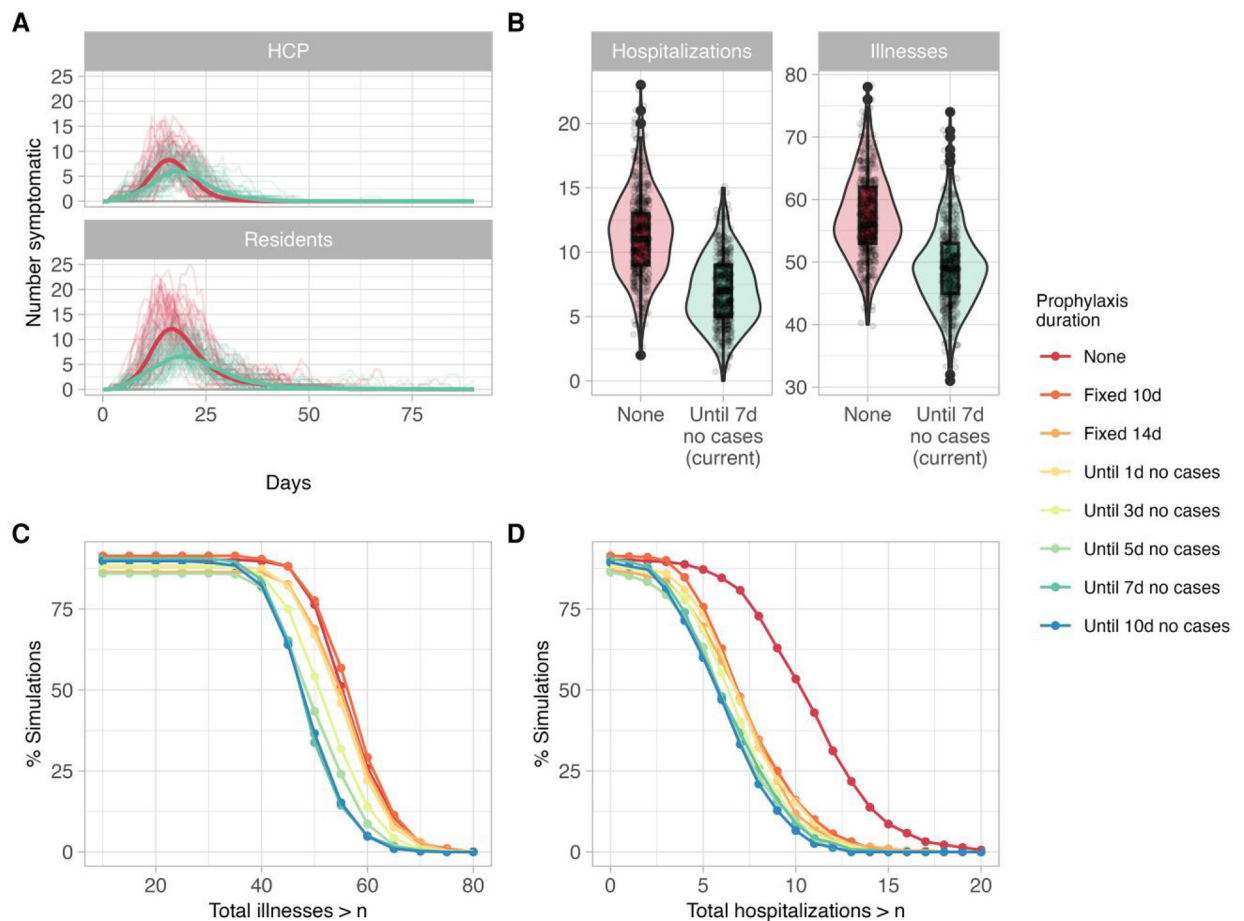 A
HCP
25
20
15
10
5
0
Residents
25
20
15
10
5
0
Number symptomatic
0 25 50 75
Days
B
Hospitalizations
20
15
10
5
0
None
Until 7d
no cases
(current)
Illnesses
80
70
60
50
40
30
None
Until 7d
no cases
(current)
Prophylaxis
duration
None
Fixed 10d
Fixed 14d
Until 1d no cases
Until 3d no cases
Until 5d no cases
Until 7d no cases
Until 10d no cases
C
% Simulations
75
50
25
0
20 40 60 80
Total illnesses > n
D
% Simulations
75
50
25
0
0 5 10 15 20
Total hospitalizations > n